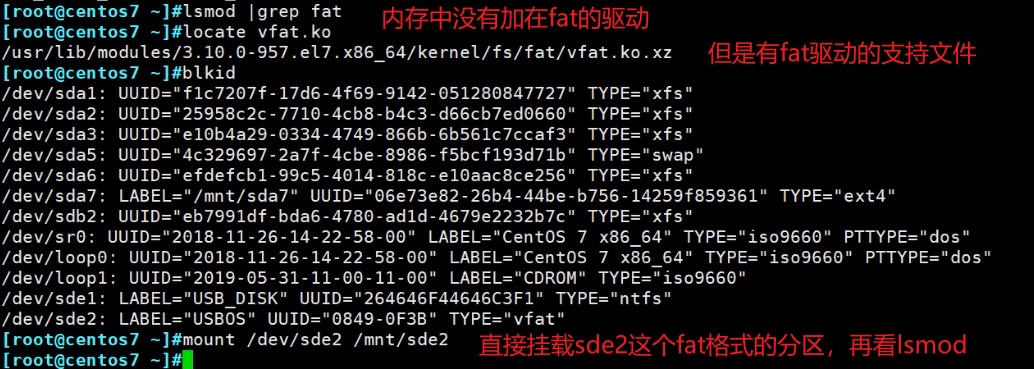 [root@centos7 ~]#lsmod |grep fat 内存中没有加在fat的驱动
[root@centos7 ~]#locate vfat.ko
/usr/lib/modules/3.10.0-957.el7.x86_64/kernel/fs/fat/vfat.ko.xz 但是有fat驱动的支持文件
[root@centos7 ~]#blkid
/dev/sda1: UUID="f1c7207f-17d6-4f69-9142-051280847727" TYPE="xfs"
/dev/sda2: UUID="25958c2c-7710-4cb8-b4c3-d66cb7ed0660" TYPE="xfs"
/dev/sda3: UUID="e10b4a29-0334-4749-866b-6b561c7ccaf3" TYPE="xfs"
/dev/sda5: UUID="4c329697-2a7f-4cbe-8986-f5bcf193d71b" TYPE="swap"
/dev/sda6: UUID="efdefcb1-99c5-4014-818c-e10aac8ce256" TYPE="xfs"
/dev/sda7: LABEL="/mnt/sda7" UUID="06e73e82-26b4-44be-b756-14259f859361" TYPE="ext4"
/dev/sdb2: UUID="eb7991df-bda6-4780-ad1d-4679e2232b7c" TYPE="xfs"
/dev/sr0: UUID="2018-11-26-14-22-58-00" LABEL="CentOS 7 x86_64" TYPE="iso9660" PTTYPE="dos"
/dev/loop0: UUID="2018-11-26-14-22-58-00" LABEL="CentOS 7 x86_64" TYPE="iso9660" PTTYPE="dos"
/dev/loop1: UUID="2019-05-31-11-00-11-00" LABEL="CDROM" TYPE="iso9660"
/dev/sde1: LABEL="USB_DISK" UUID="264646F44646C3F1" TYPE="ntfs"
/dev/sde2: LABEL="USBOS" UUID="0849-0F3B" TYPE="vfat"
[root@centos7 ~]#mount /dev/sde2 /mnt/sde2 直接挂载sde2这个fat格式的分区，再看lsmod
[root@centos7 ~]#